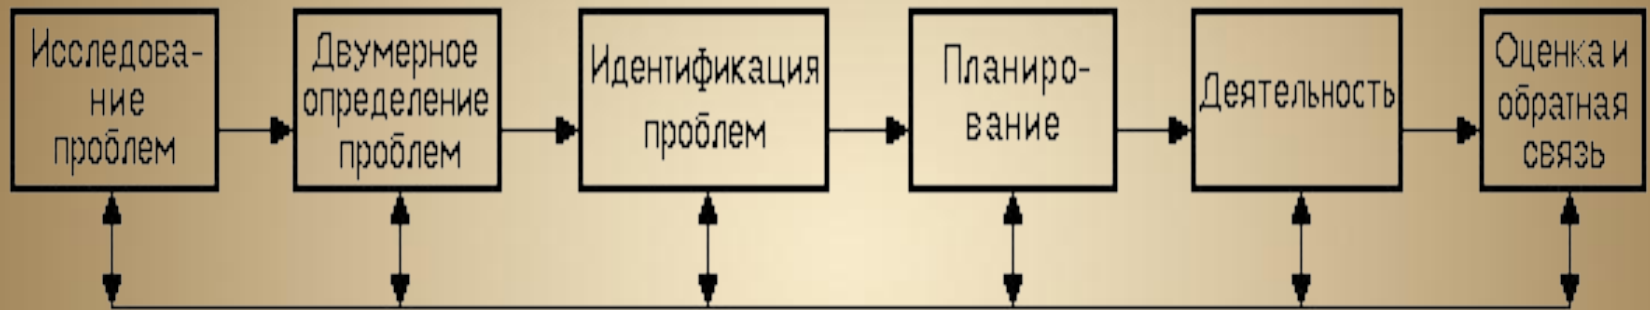 Исследова-
ние
проблем
Двумерное
определение
проблем
Идентификация
проблем
Планиро-
вание
Деятельность
Оценка и
обратная
связь